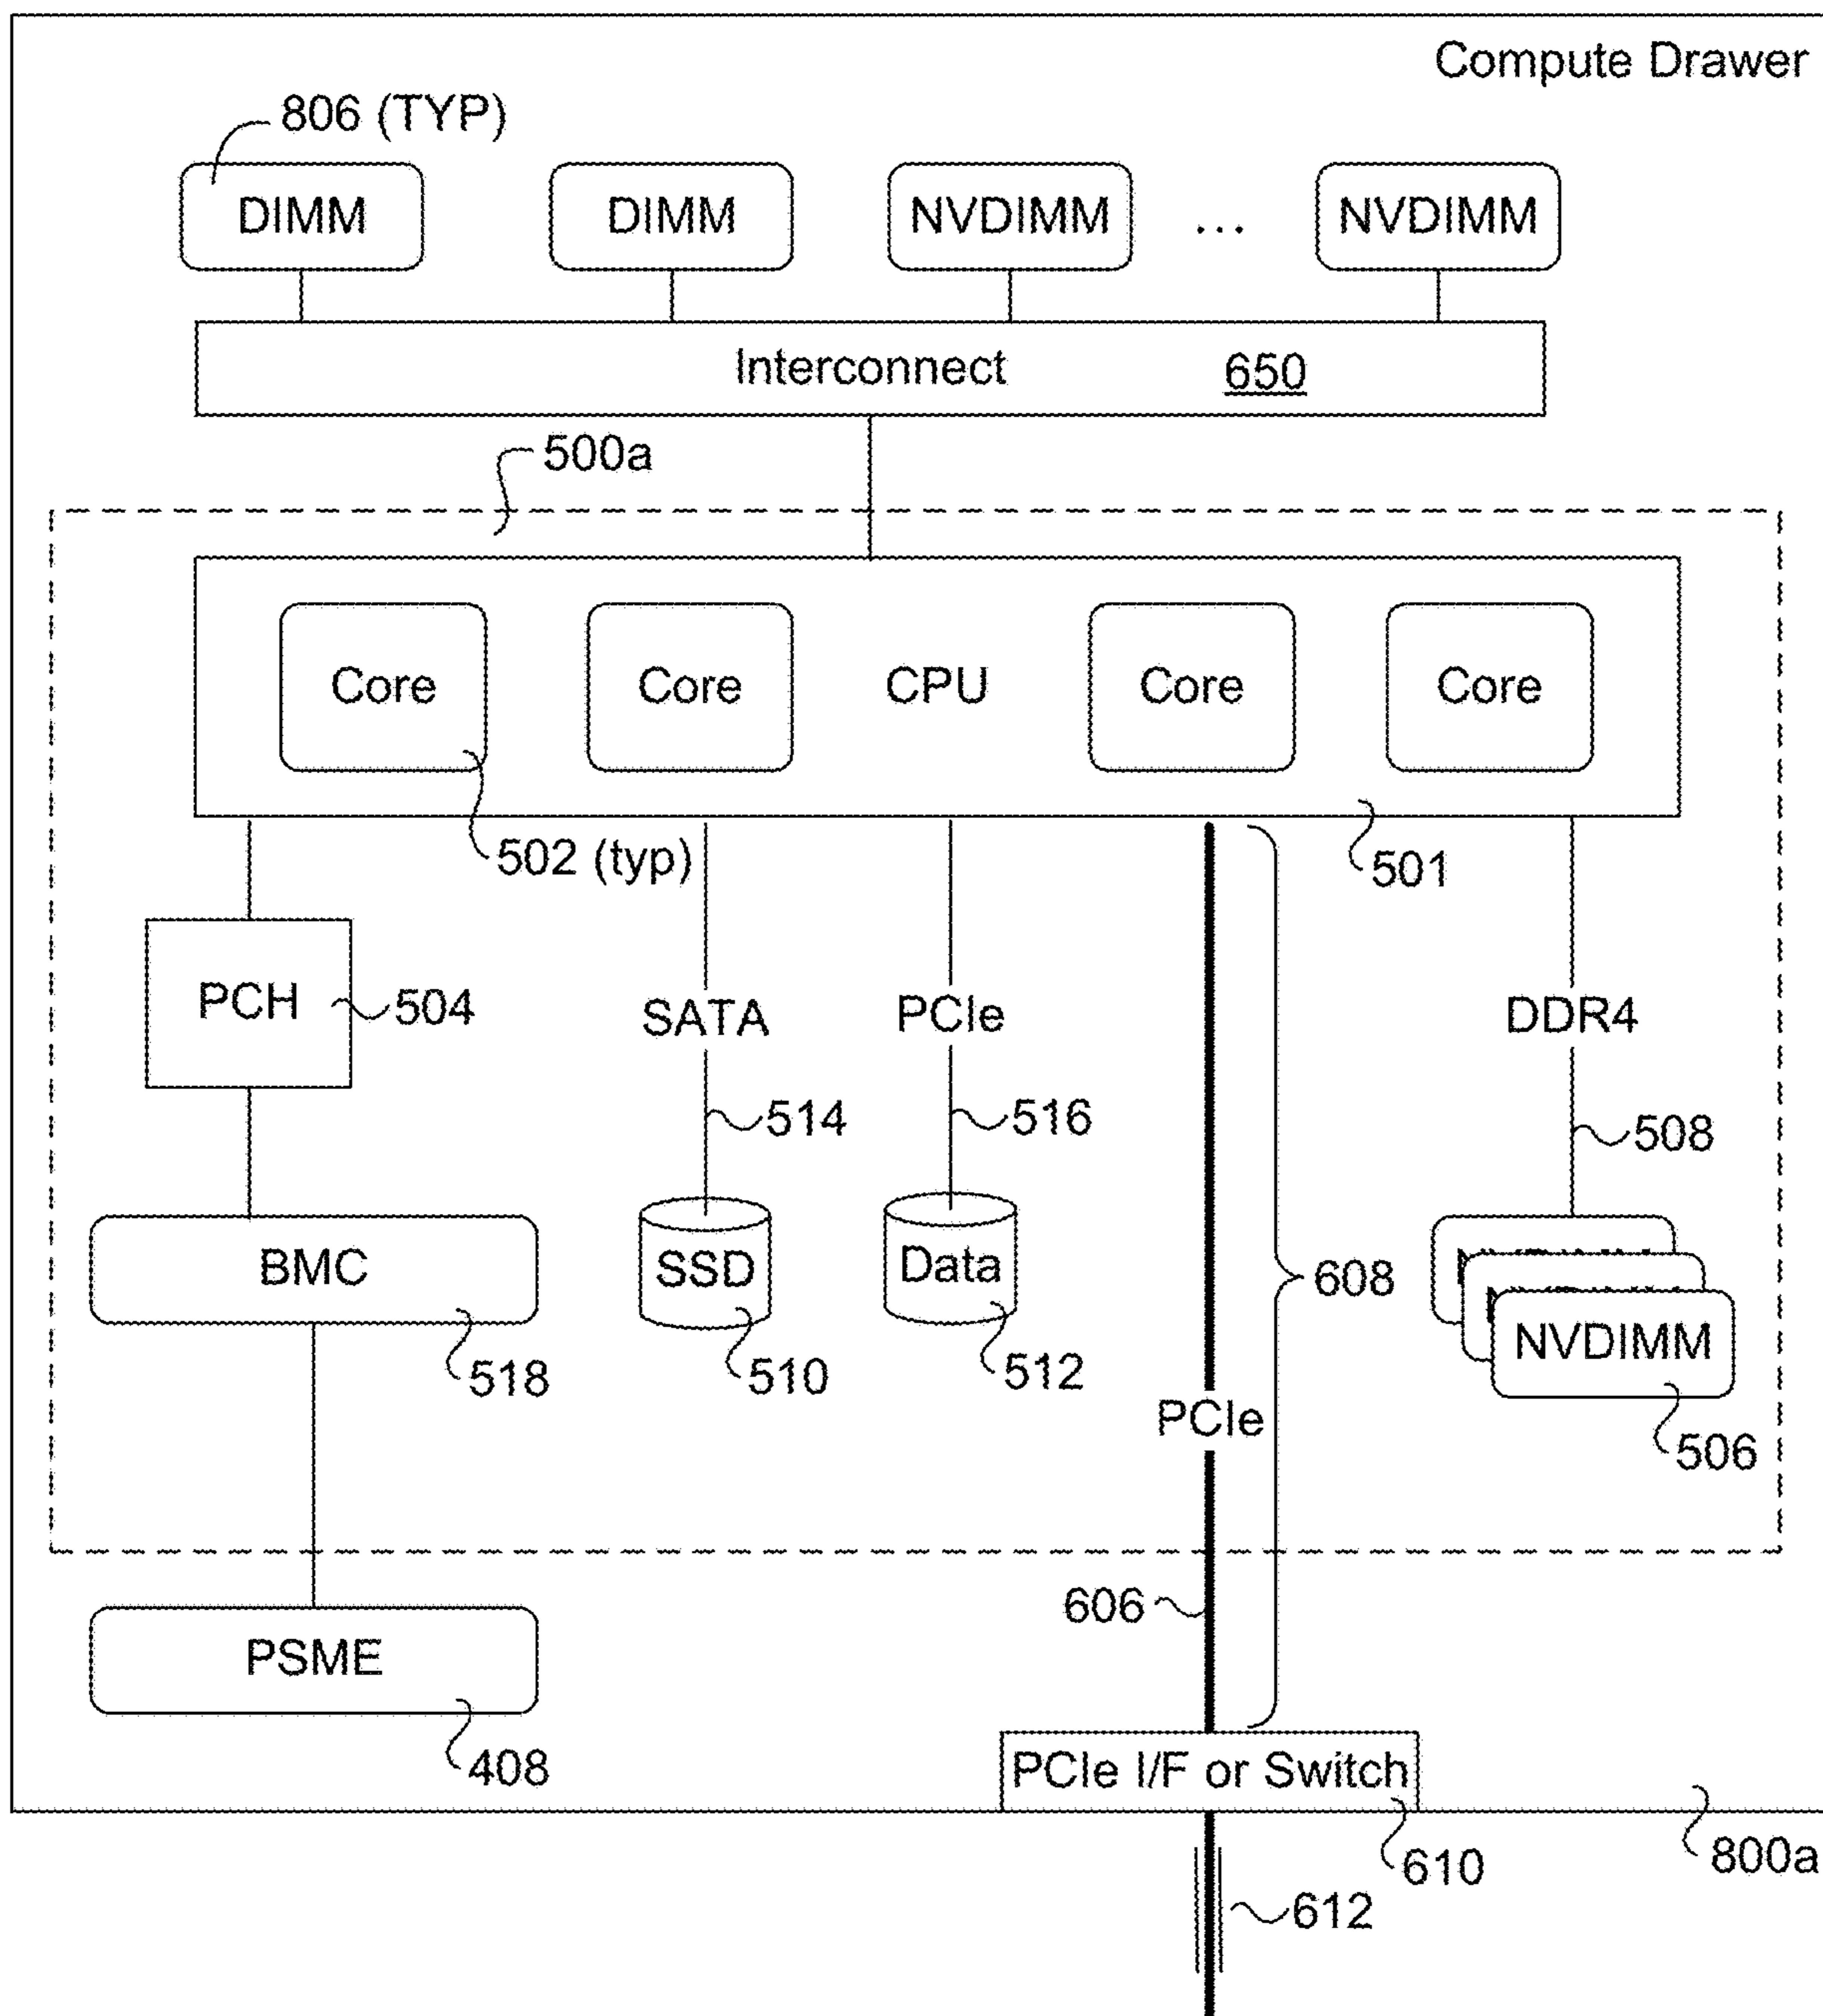 Compute Drawer
806 (TYP)
DIMM
DIMM
NVDIMM
...
NVDIMM
Interconnect 650
500a
Core
Core
CPU
Core
Core
502 (typ)
501
PCH
504
SATA
PCIe
DDR4
514
516
508
BMC
SSD
Data
608
NVDIMM
518
510
512
PCIe
506
606
PSME
408
PCIe I/F or Switch
610
800a
612